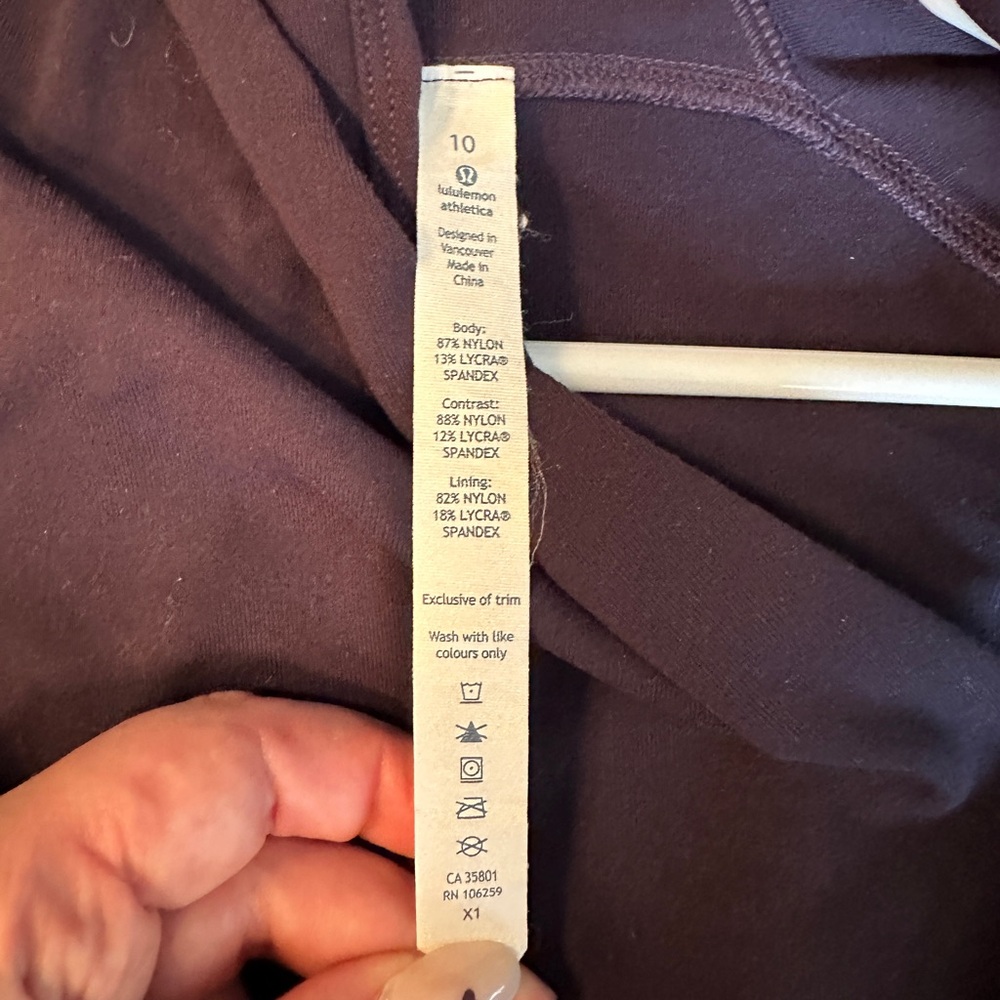 10
lululemon
athletica
Designed in
Vancouver
Made in
China
Body:
87% NYLON
13% LYCRA®
SPANDEX
Contrast:
88% NYLON
12% LYCRA®
SPANDEX
Lining:
82% NYLON
18% LYCRA®
SPANDEX
Exclusive of trim
Wash with like
colours only
CA 35801
RN 106259
X1